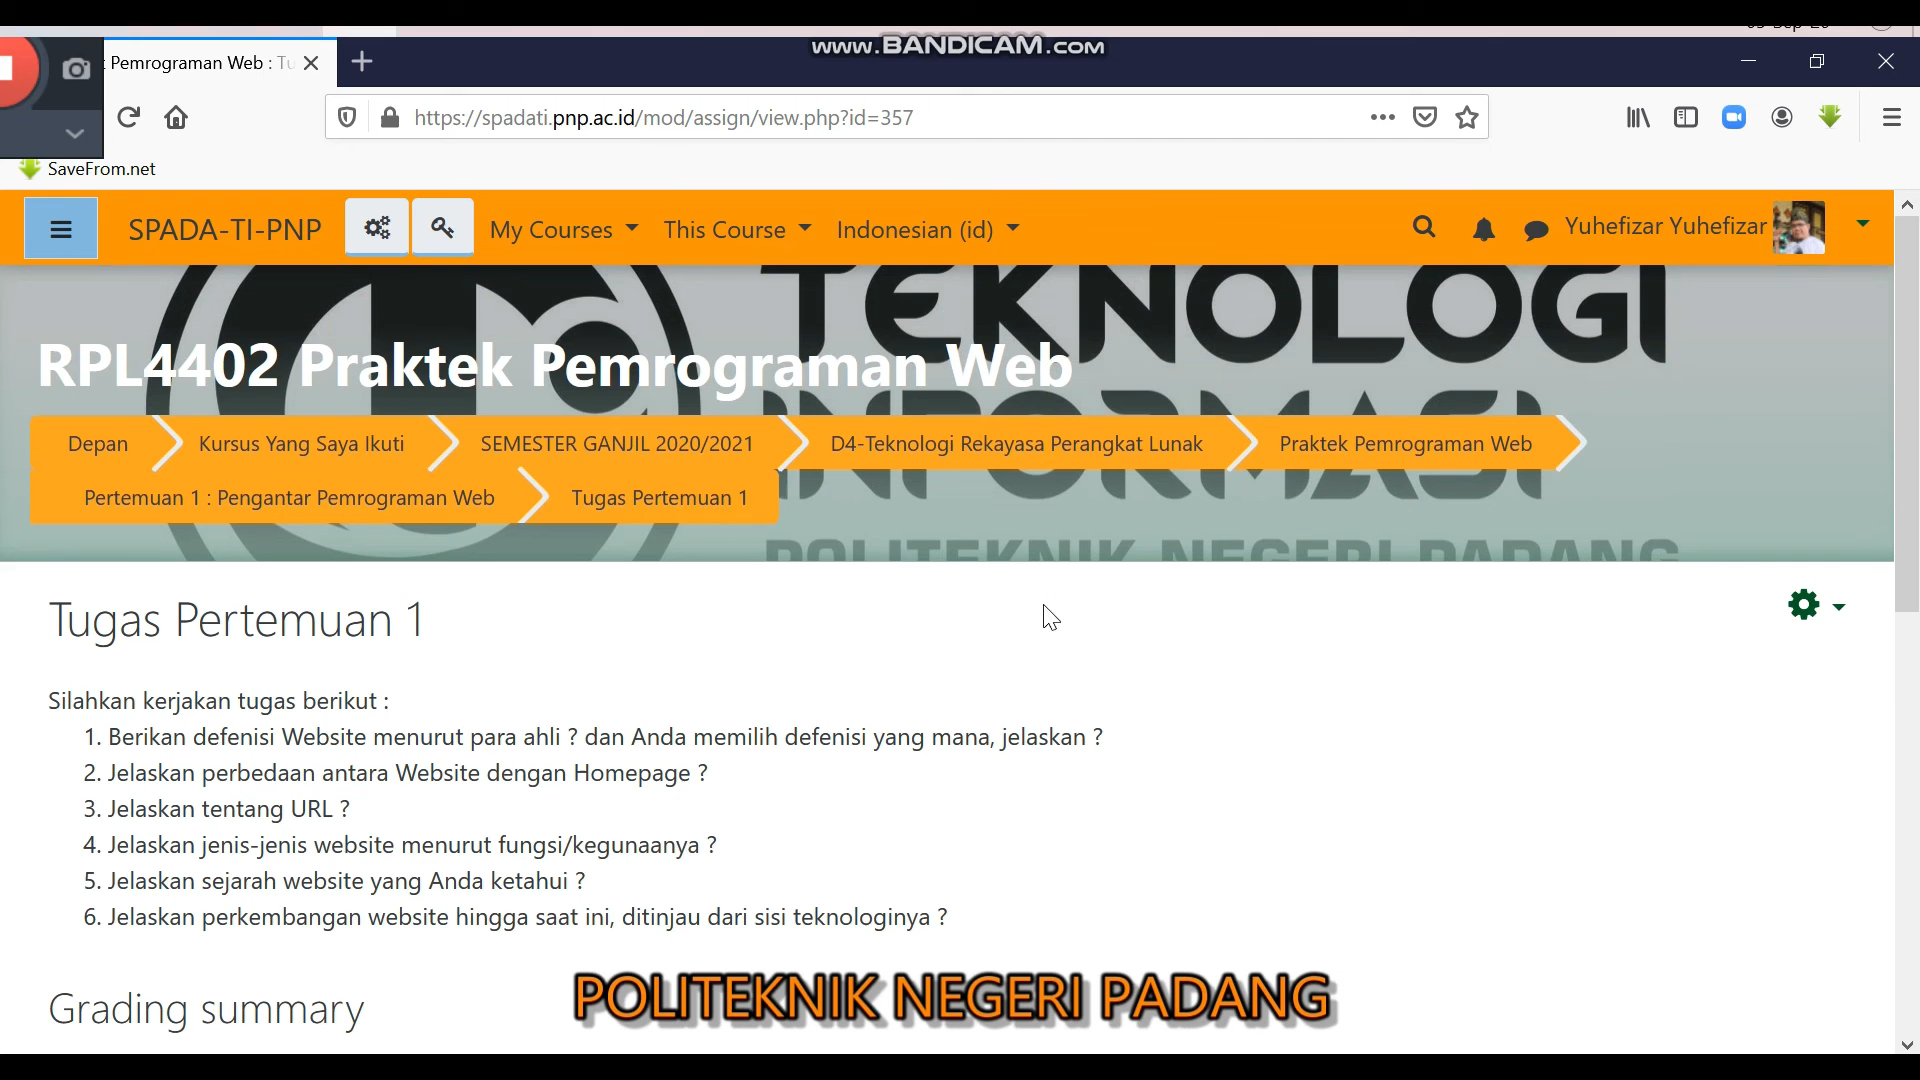 www.BANDICAM.com
Pemrograman Web : Tu
https://spadati.pnp.ac.id/mod/assign/view.php?id=357
SaveFrom.net
SPADA-TI-PNP My Courses This Course Indonesian (id) Yuhefizar Yuhefizar
TEKNOLOGI
RPL4402 Praktek Pemrograman Web
INFORMASI
Depan Kursus Yang Saya Ikuti SEMESTER GANJIL 2020/2021 D4-Teknologi Rekayasa Perangkat Lunak Praktek Pemrograman Web
Pertemuan 1 : Pengantar Pemrograman Web Tugas Pertemuan 1
POLITEKNIK NEGERI PADANG
Tugas Pertemuan 1
Silahkan kerjakan tugas berikut :
1. Berikan defenisi Website menurut para ahli ? dan Anda memilih defenisi yang mana, jelaskan ?
2. Jelaskan perbedaan antara Website dengan Homepage ?
3. Jelaskan tentang URL ?
4. Jelaskan jenis-jenis website menurut fungsi/kegunaanya ?
5. Jelaskan sejarah website yang Anda ketahui ?
6. Jelaskan perkembangan website hingga saat ini, ditinjau dari sisi teknologinya ?
Grading summary
POLITEKNIK NEGERI PADANG